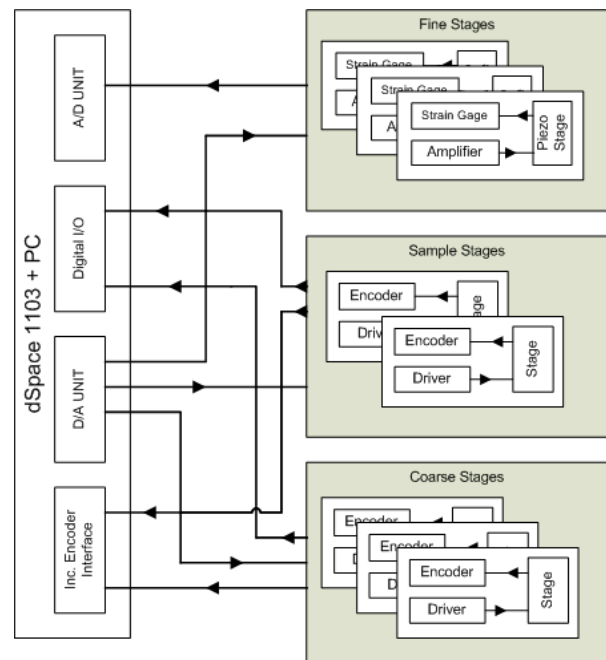 dSpace 1103 + PC
A/D UNIT
Digital I/O
D/A UNIT
Inc. Encoder
Interface
Fine Stages
Strain Gage
Strain Gage
Strain Gage
Amplifier
Piezo
Stage
Sample Stages
Encoder
Encoder
Driver
Stage
Coarse Stages
Encoder
Encoder
Encoder
Driver
Stage